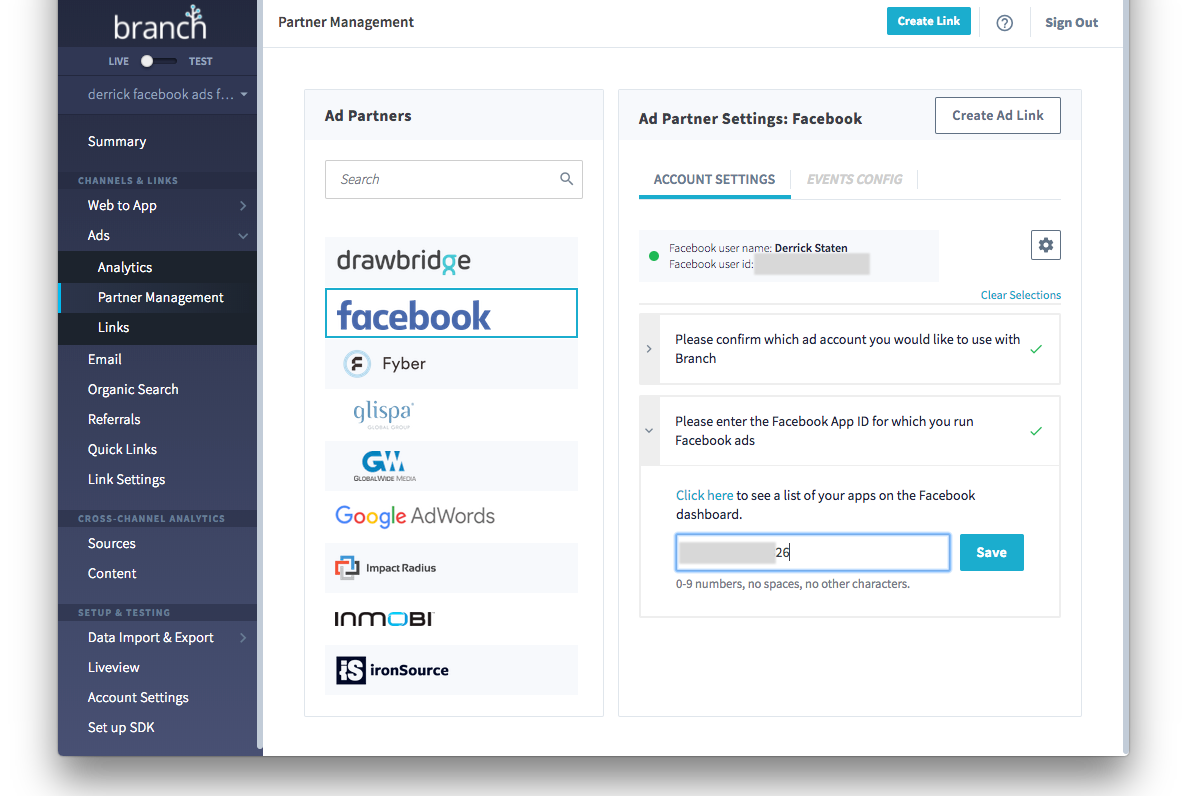 branch
LIVE TEST
derrick facebook ads f...
Summary
CHANNELS & LINKS
Web to App
Ads
Analytics
Partner Management
Links
Email
Organic Search
Referrals
Quick Links
Link Settings
CROSS-CHANNEL ANALYTICS
Sources
Content
SETUP & TESTING
Data Import & Export
Liveview
Account Settings
Set up SDK
Partner Management
Create Link
?
Sign Out
Ad Partners
Search
drawbridge
facebook
F Fyber
glispa
GLOBAL GROUP
GW
GLOBALWIDE MEDIA
Google AdWords
Impact Radius
INMOBI
iS ironSource
Ad Partner Settings: Facebook
Create Ad Link
ACCOUNT SETTINGS
EVENTS CONFIG
Facebook user name: Derrick Staten
Facebook user id:
Clear Selections
Please confirm which ad account you would like to use with
Branch
Please enter the Facebook App ID for which you run
Facebook ads
Click here to see a list of your apps on the Facebook
dashboard.
26
Save
0-9 numbers, no spaces, no other characters.